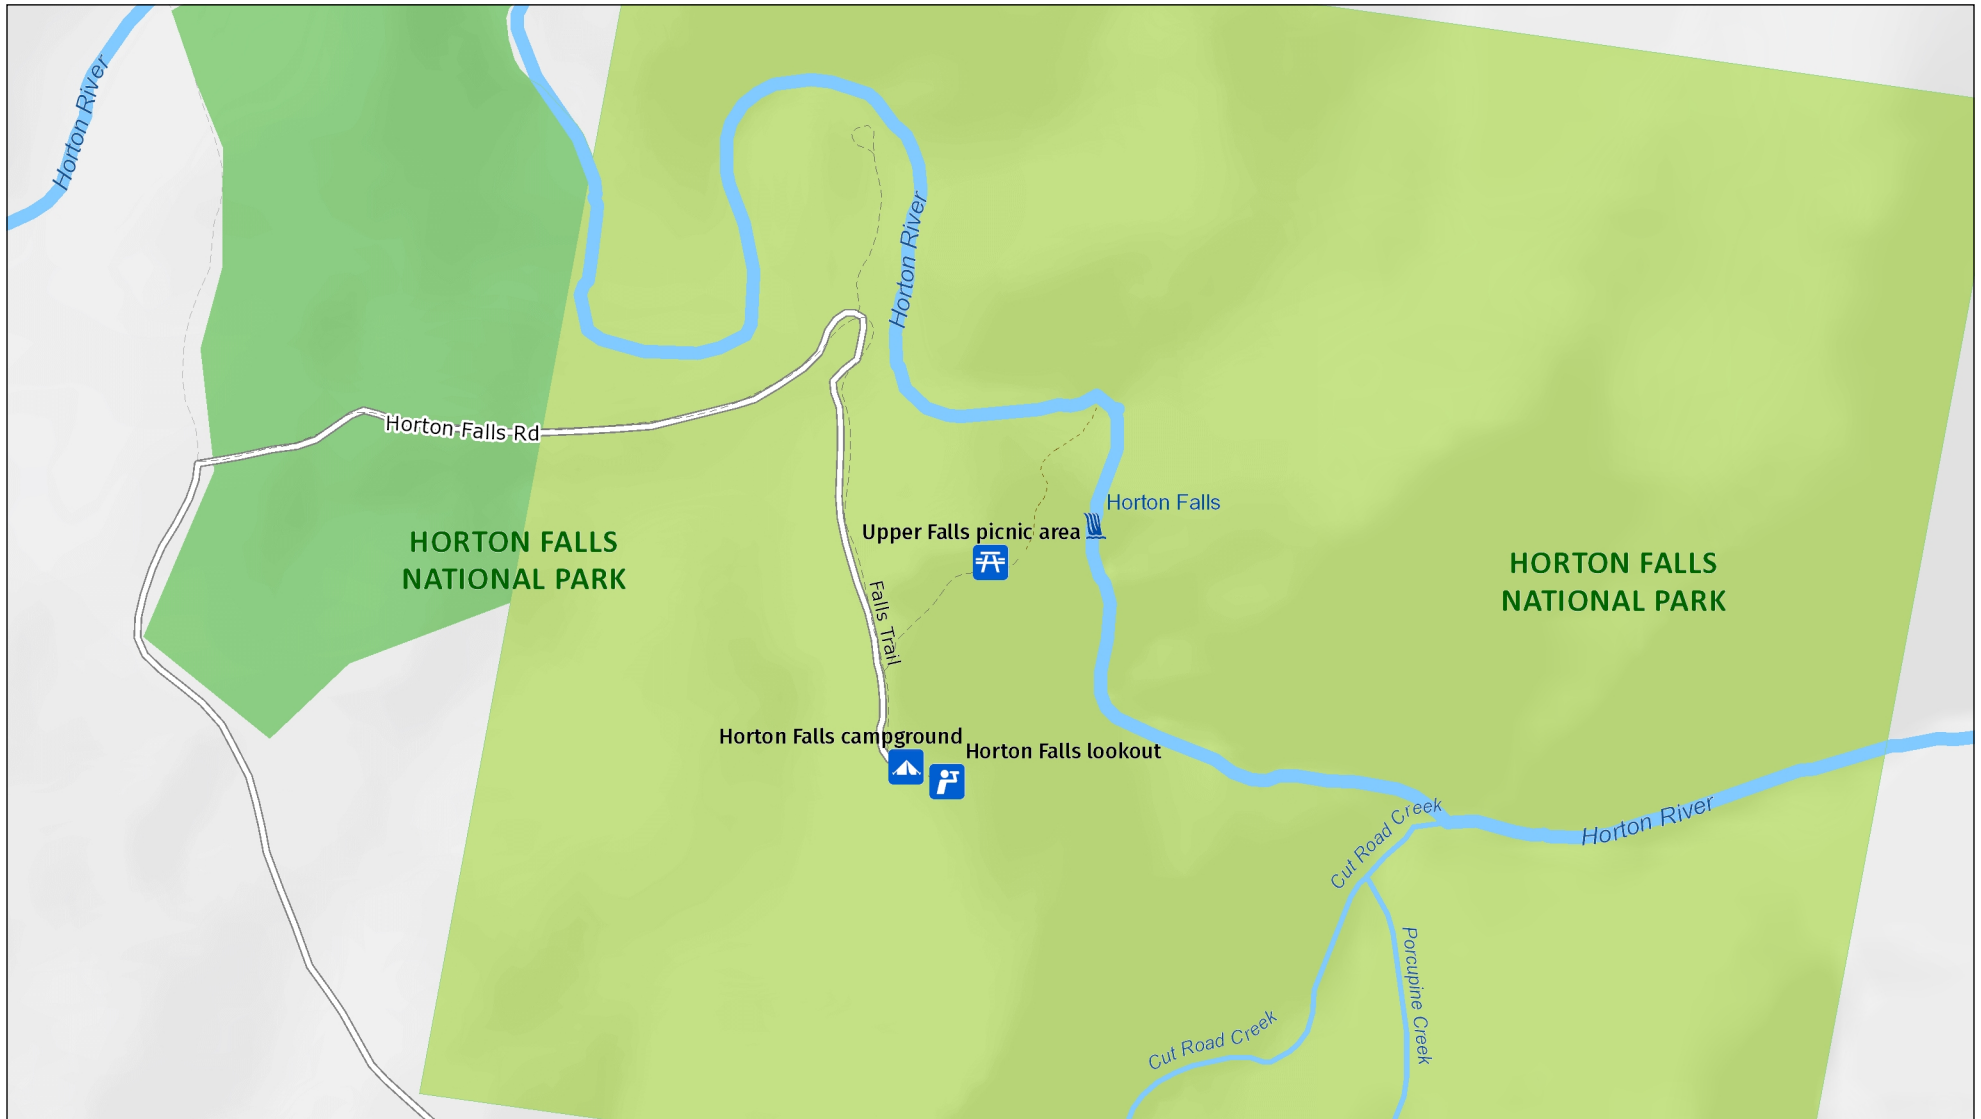 Horton River
Horton River
Horton Falls Rd
Horton Falls
Upper Falls picnic area
HORTON FALLS
NATIONAL PARK
HORTON FALLS
NATIONAL PARK
Falls Trail
Horton Falls campground
Horton Falls lookout
Cut Road Creek
Horton River
Porcupine Creek
Cut Road Creek